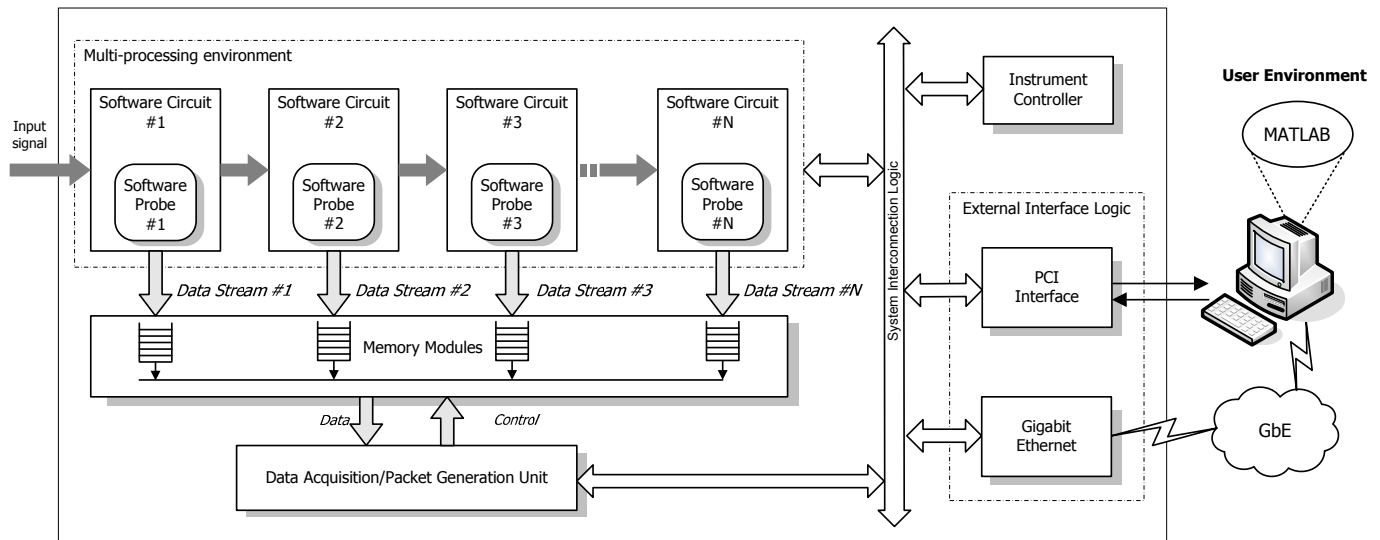 Multi-processing environment
Input
signal
Software Circuit
#1
Software
Probe
#1
Software Circuit
#2
Software
Probe
#2
Software Circuit
#3
Software
Probe
#3
Software Circuit
#N
Software
Probe
#N
Data Stream #1
Data Stream #2
Data Stream #3
Data Stream #N
Memory Modules
Data
Control
Data Acquisition/Packet Generation Unit
System Interconnection Logic
Instrument
Controller
External Interface Logic
PCI
Interface
Gigabit
Ethernet
User Environment
MATLAB
GbE